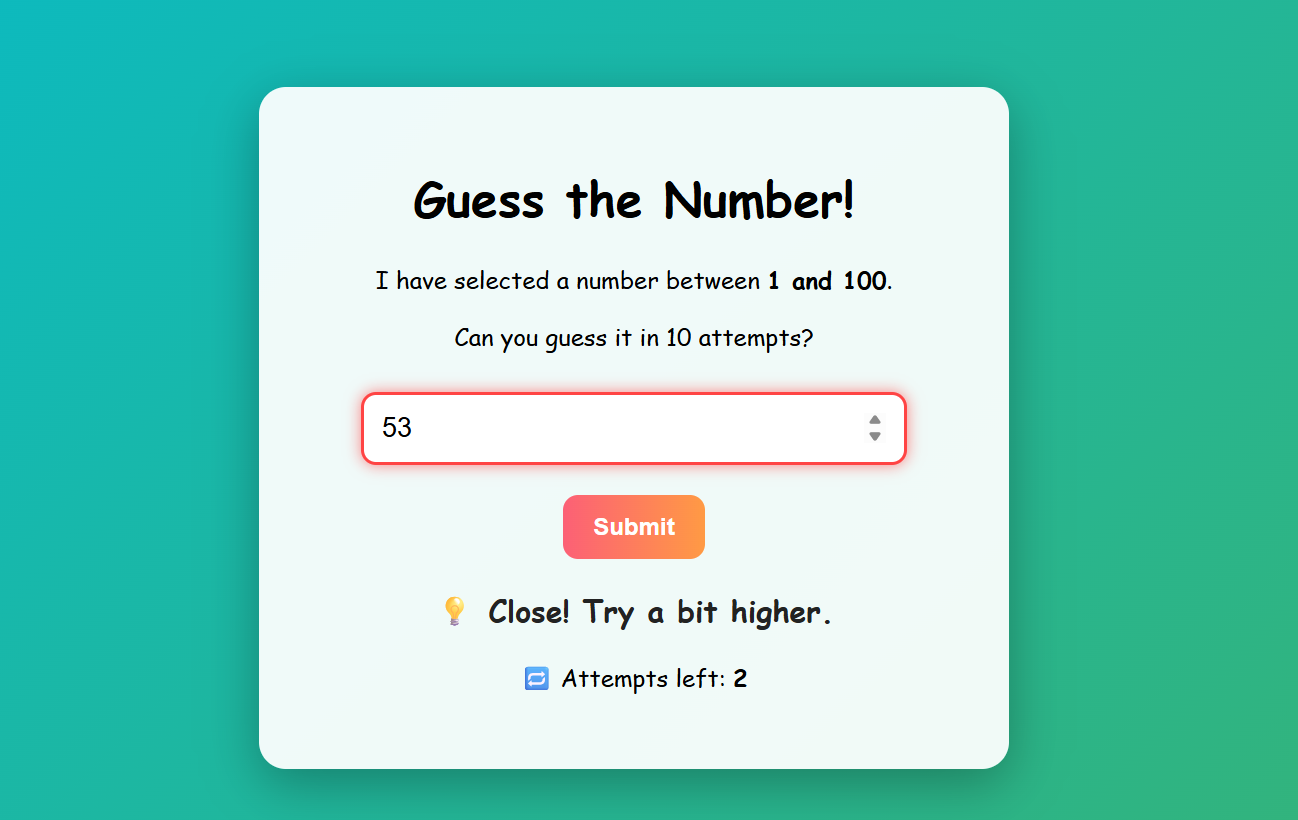 Guess the Number!
I have selected a number between 1 and 100.
Can you guess it in 10 attempts?
53
Submit
💡 Close! Try a bit higher.
🔁 Attempts left: 2